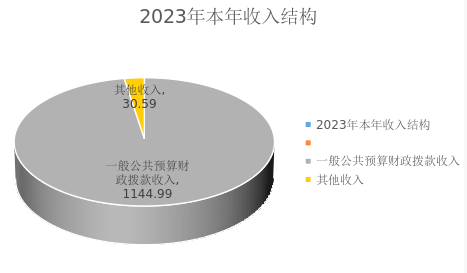 2023年本年收入结构
其他收入,
30.59
一般公共预算财
政拨款收入,
1144.99
2023年本年收入结构
一般公共预算财政拨款收入
其他收入